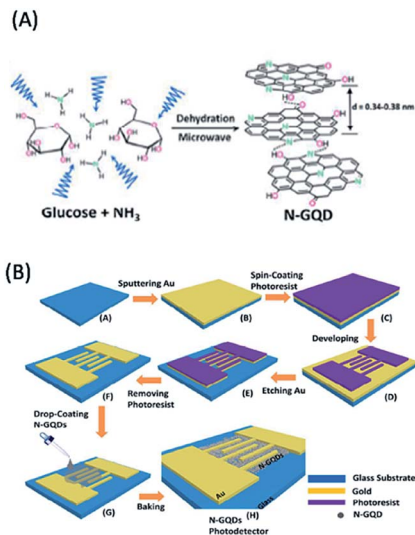 (A)
Dehydration
Microwave
d = 0.34-0.38 nm
Glucose + NH3
N-GQD
(B)
Sputtering Au
Spin-Coating
Photoresist
(A)
(B)
(C)
Developing
(F)
Removing
Photoresist
(E)
Etching Au
(D)
Drop-Coating
N-GQDs
(G)
Baking
N-GQDs
Au
Glass
(H)
N-GQDs
Photodetector
Glass Substrate
Gold
Photoresist
N-GQD